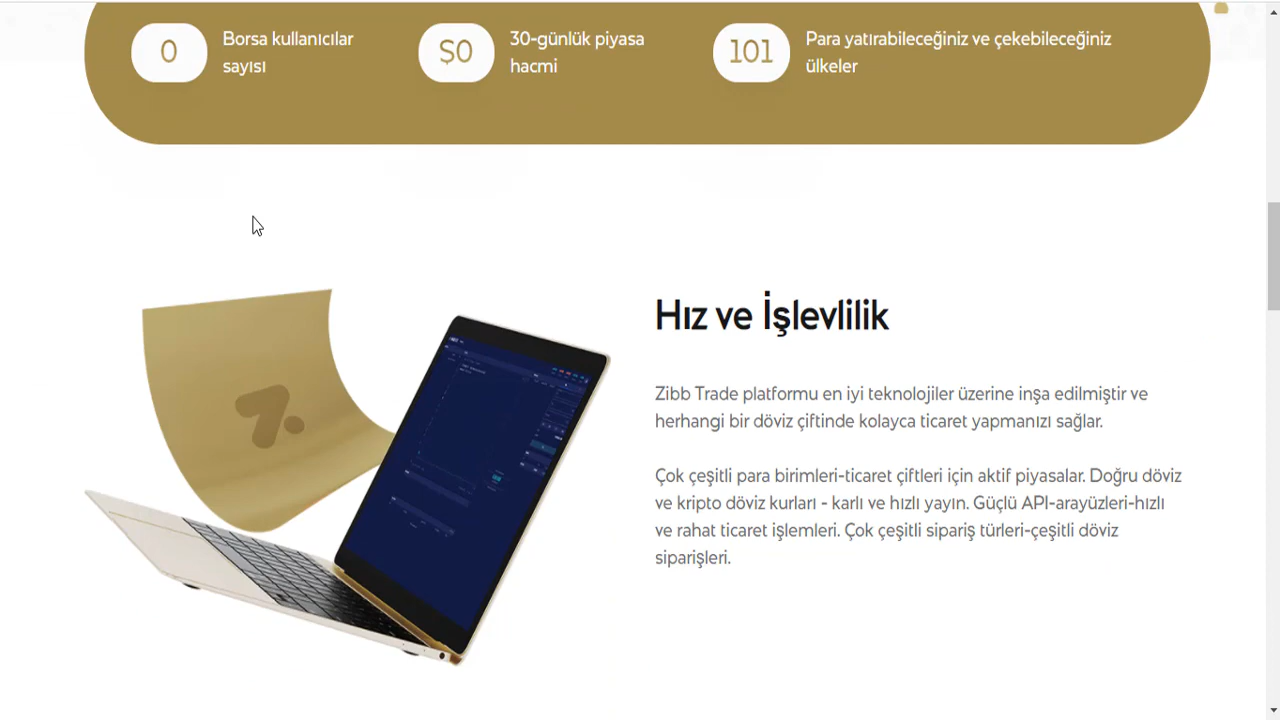 0
Borsa kullanıcılar
sayısı
$0
30-günlük piyasa
hacmi
101
Para yatırabileceğiniz ve çekebileceğiniz
ülkeler
Hız ve İşlevlilik
Zibb Trade platformu en iyi teknolojiler üzerine inşa edilmiştir ve
herhangi bir döviz çiftinde kolayca ticaret yapmanızı sağlar.
Çok çeşitli para birimleri-ticaret çiftleri için aktif piyasalar. Doğru döviz
ve kripto döviz kurları - karlı ve hızlı yayın. Güçlü API-arayüzleri-hızlı
ve rahat ticaret işlemleri. Çok çeşitli sipariş türleri-çeşitli döviz
siparişleri.